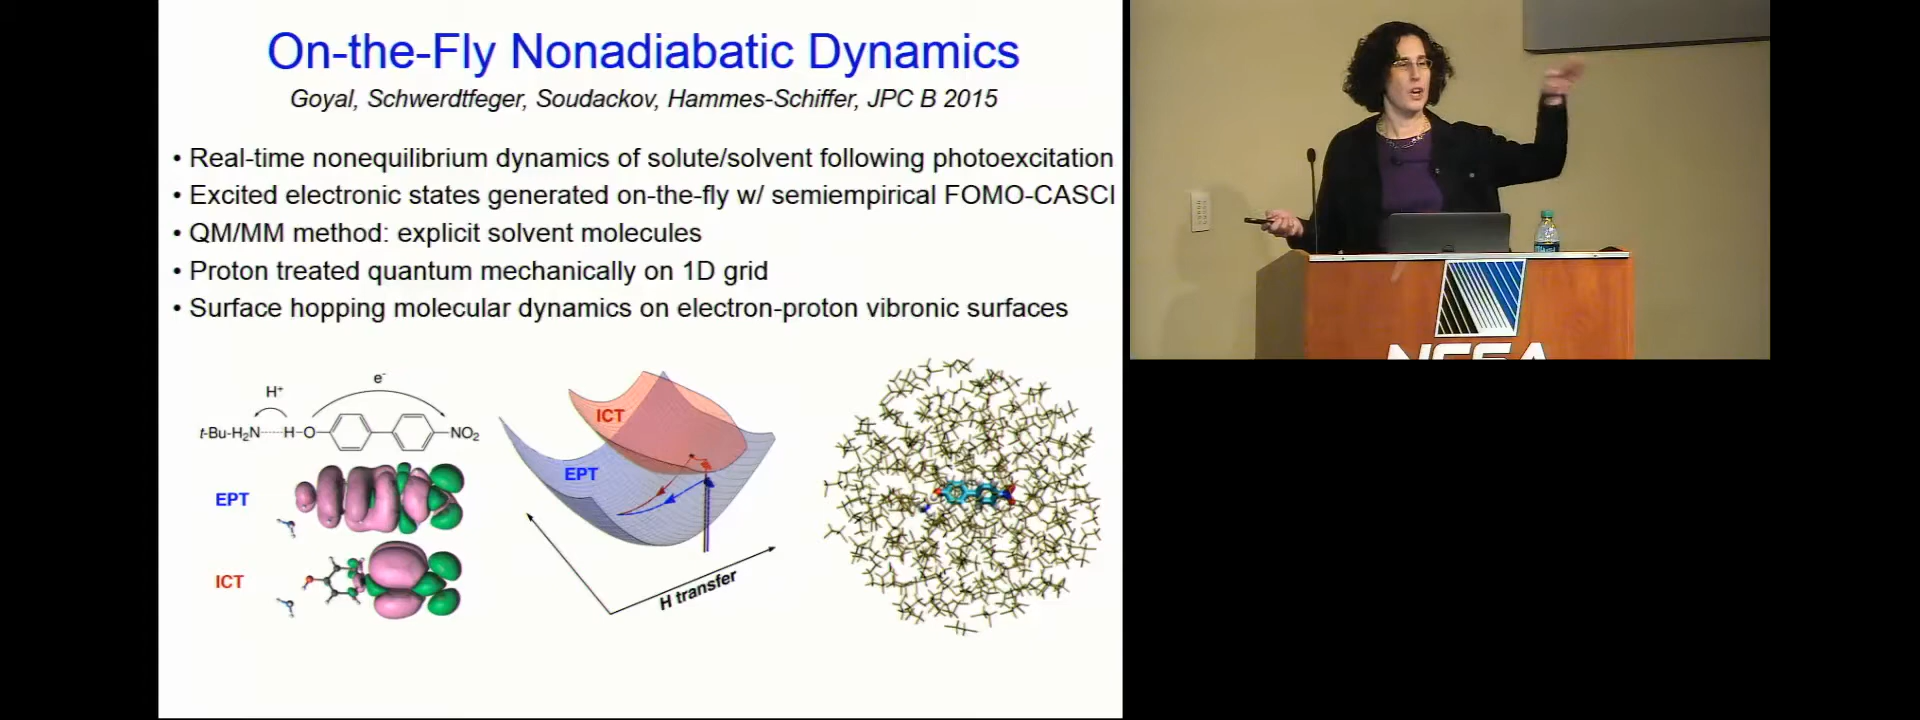 On-the-Fly Nonadiabatic Dynamics
Goyal, Schwerdtfeger, Soudackov, Hammes-Schiffer, JPC B 2015
• Real-time nonequilibrium dynamics of solute/solvent following photoexcitation
• Excited electronic states generated on-the-fly w/ semiempirical FOMO-CASCI
• QM/MM method: explicit solvent molecules
• Proton treated quantum mechanically on 1D grid
• Surface hopping molecular dynamics on electron-proton vibronic surfaces
H⁺
e⁻
t-Bu-H₂N
H-O
NO₂
EPT
ICT
ICT
EPT
H transfer
NCSA